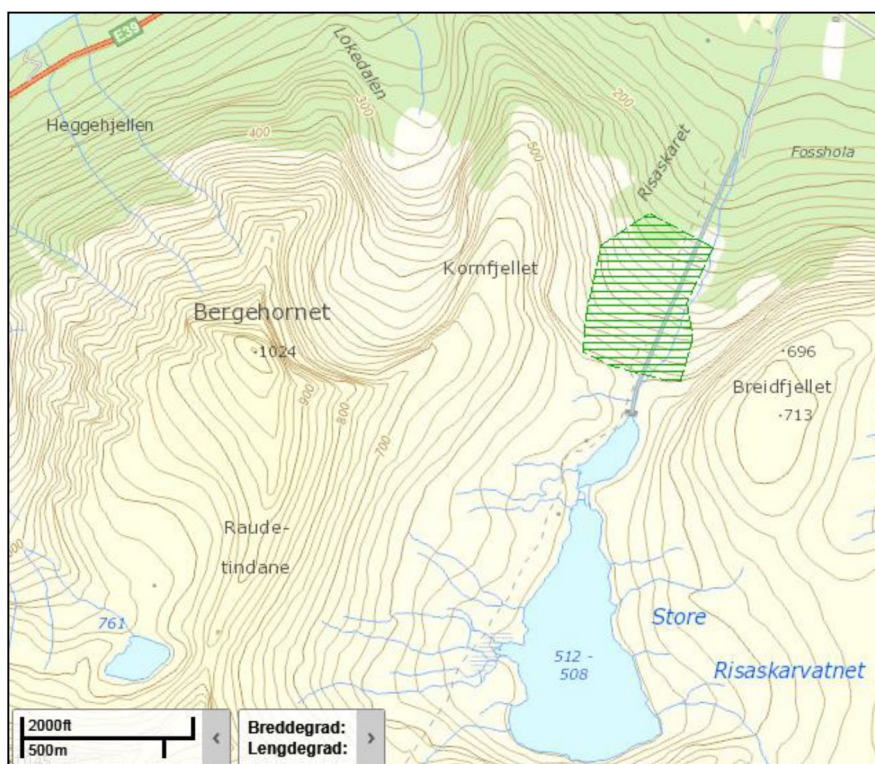 E39
Lokedalen
Heggehjellen
400
300
200
500
Risaskaret
Fosshola
Kornfjellet
Bergehornet
1024
696
Breidfjellet
713
900
800
700
Raude-
tindane
761
Store
512 -
508
Risaskarvatnet
2000ft
500m
<
Breddegrad:
Lengdegrad:
>